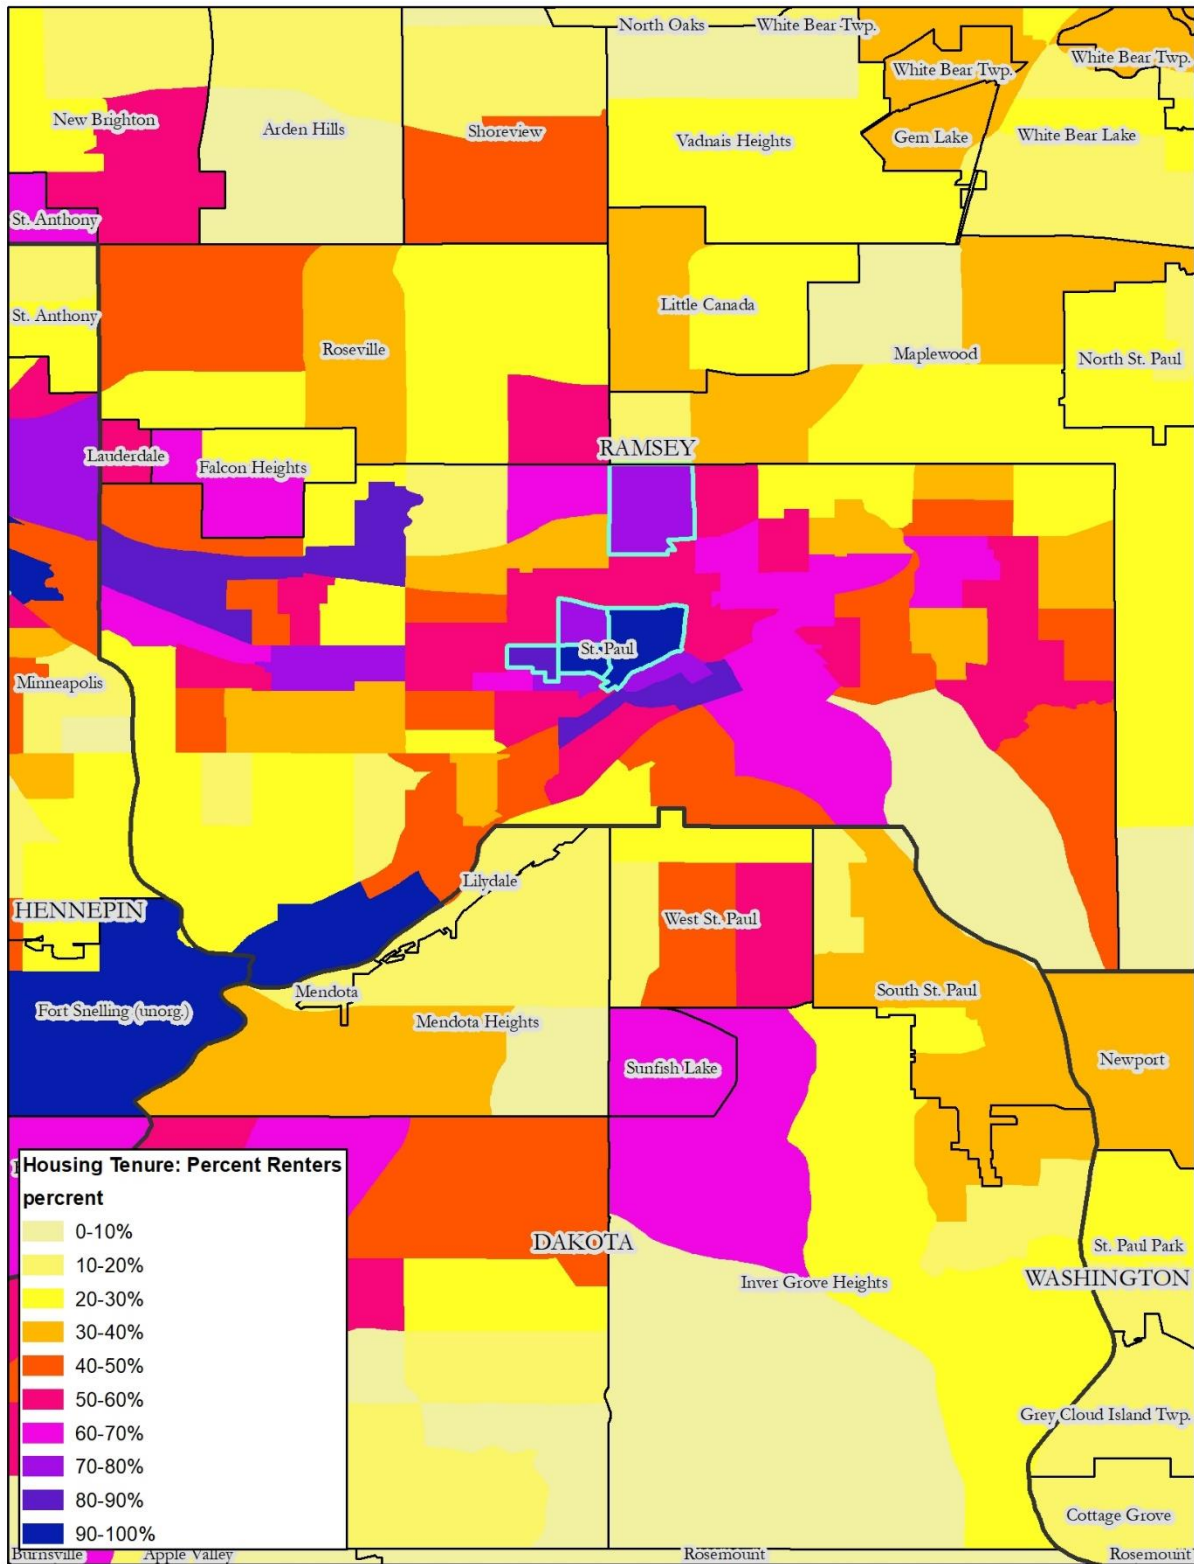 North Oaks
White Bear Twp.
White Bear Twp.
White Bear Twp.
New Brighton
Arden Hills
Shoreview
Vadnais Heights
Gem Lake
White Bear Lake
St. Anthony
St. Anthony
Little Canada
Roseville
Maplewood
North St. Paul
RAMSEY
Lauderdale
Falcon Heights
St. Paul
Minneapolis
Lilydale
HENNEPIN
West St. Paul
Mendota
South St. Paul
Fort Snelling (unorg.)
Mendota Heights
Sunfish Lake
Newport
Housing Tenure: Percent Renters
percrent
0-10%
10-20%
20-30%
30-40%
40-50%
50-60%
60-70%
70-80%
80-90%
90-100%
DAKOTA
St. Paul Park
Inver Grove Heights
WASHINGTON
Grey Cloud Island Twp.
Cottage Grove
Burnsville
Apple Valley
Rosemount
Rosemount